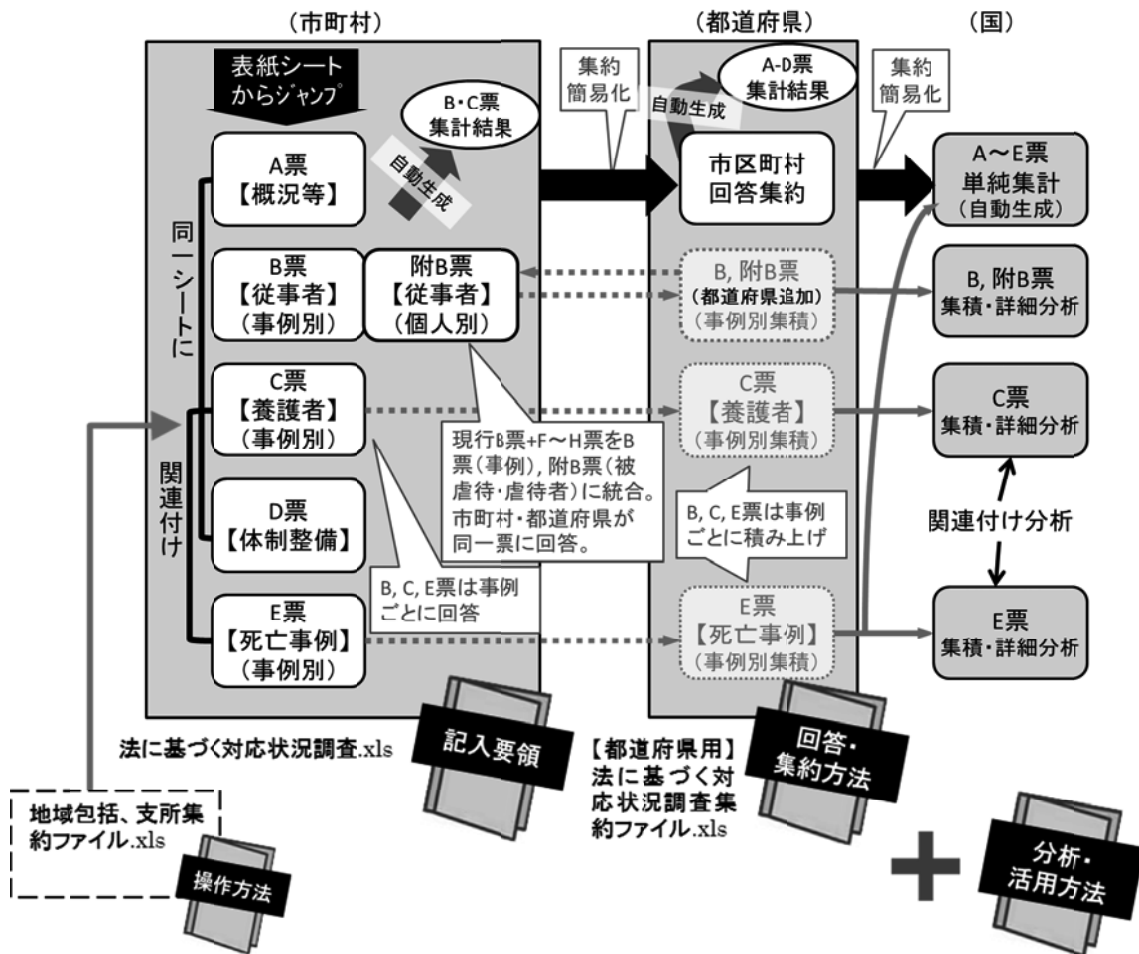 （市町村）
（都道府県）
（国）
表紙シート
からジャンプ
B・C票
集計結果
自動生成
集約
簡易化
A-D票
集計結果
自動生成
集約
簡易化
A票
【概況等】
市区町村
回答集約
A～E票
単純集計
（自動生成）
同一シートに
B票
【従事者】
（事例別）
附B票
【従事者】
（個人別）
B, 附B票
（都道府県追加）
（事例別集積）
B, 附B票
集積・詳細分析
C票
【養護者】
（事例別）
C票
【養護者】
（事例別集積）
C票
集積・詳細分析
現行B票+F～H票をB
票（事例）, 附B票（被
虐待・虐待者）に統合。
市町村・都道府県が
同一票に回答。
関連付け
D票
【体制整備】
B, C, E票は事例
ごとに積み上げ
関連付け分析
B, C, E票は事例
ごとに回答
E票
【死亡事例】
（事例別）
E票
【死亡事例】
（事例別集積）
E票
集積・詳細分析
法に基づく対応状況調査.xls
記入要領
【都道府県用】
法に基づく対
応状況調査集
約ファイル.xls
回答・
集約方法
地域包括、支所集
約ファイル.xls
操作方法
分析・
活用方法